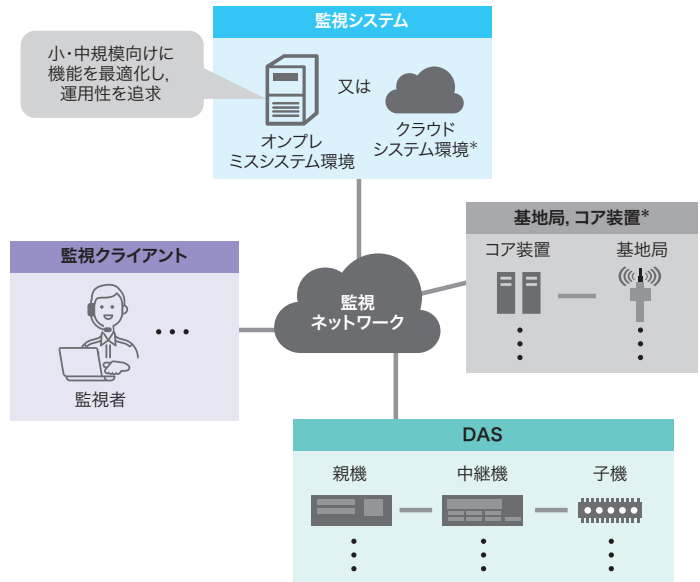 監視システム
小・中規模向けに
機能を最適化し,
運用性を追求
又は
オンプレ
ミスシステム環境
クラウド
システム環境*
基地局, コア装置*
コア装置
基地局
監視クライアント
監視者
監視
ネットワーク
DAS
親機
中継機
子機